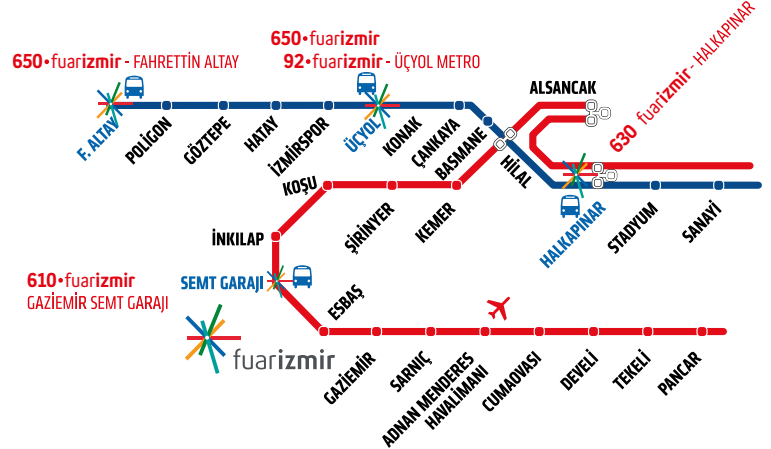 650•fuarizmir - FAHRETTİN ALTAY
650•fuarizmir
92•fuarizmir - ÜÇYOL METRO
630 fuarizmir - HALKAPINAR
ALSANCAK
F. ALTAY
POLİGON
GÖZTEPE
HATAY
İZMİRSPOR
ÜÇYOL
KONAK
ÇANKAYA
BASMANE
HİLAL
HALKAPINAR
STADYUM
SANAYİ
KOŞU
ŞİRİNYER
KEMER
İNKILAP
SEMT GARAJI
610•fuarizmir
GAZİEMİR SEMT GARAJI
fuarizmir
ESBAŞ
GAZİEMİR
SARNIÇ
ADNAN MENDERES
HAVALİMANI
CUMAOVASI
DEVELİ
TEKELİ
PANCAR